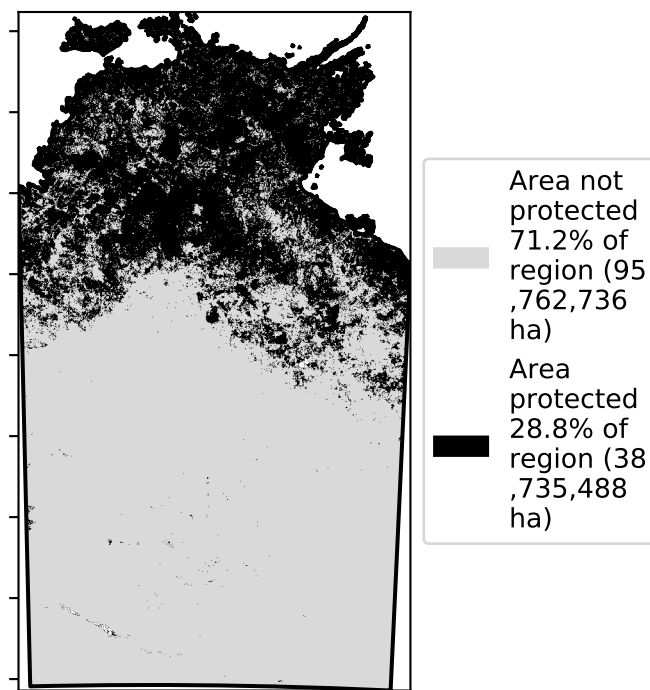 Area not
protected
71.2% of
region (95
,762,736
ha)
Area
protected
28.8% of
region (38
,735,488
ha)